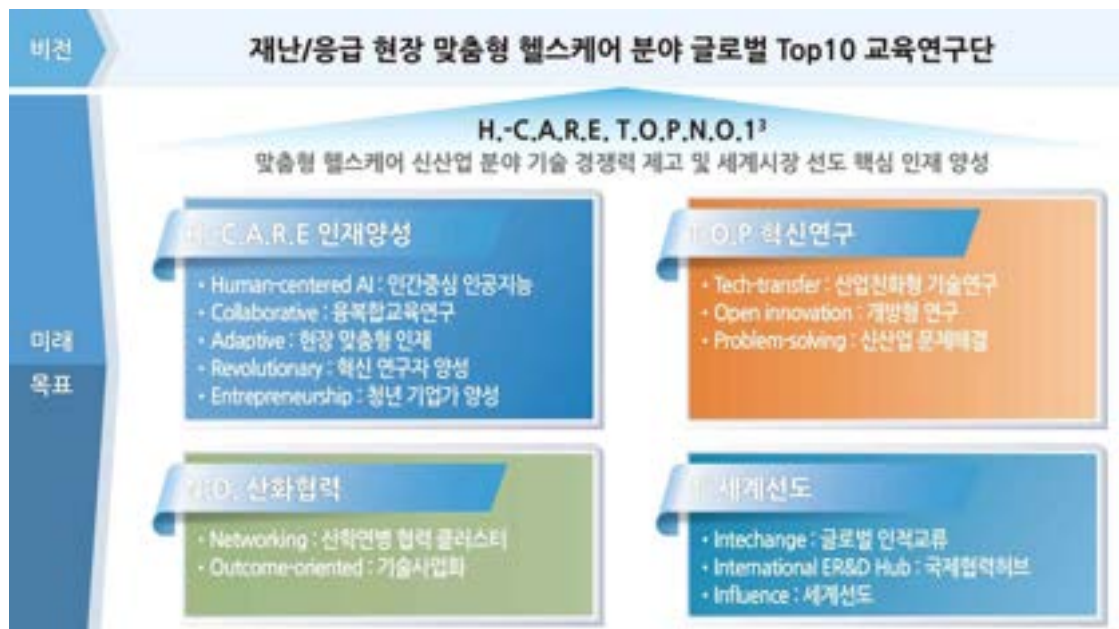 비전
재난/응급 현장 맞춤형 헬스케어 분야 글로벌 Top10 교육연구단
H.-C.A.R.E. T.O.P.N.O.1³
맞춤형 헬스케어 신산업 분야 기술 경쟁력 제고 및 세계시장 선도 핵심 인재 양성
미래
목표
H.-C.A.R.E 인재양성
• Human-centered AI : 인간중심 인공지능
• Collaborative : 융복합교육연구
• Adaptive : 현장 맞춤형 인재
• Revolutionary : 혁신 연구자 양성
• Entrepreneurship : 청년 기업가 양성
T.O.P 혁신연구
• Tech-transfer : 산업친화형 기술연구
• Open innovation : 개방형 연구
• Problem-solving : 신산업 문제해결
N.O. 산화협력
• Networking : 산학연병 협력 클러스터
• Outcome-oriented : 기술사업화
세계선도
• Intechange : 글로벌 인적교류
• International ER&D Hub : 국제협력허브
• Influence : 세계선도